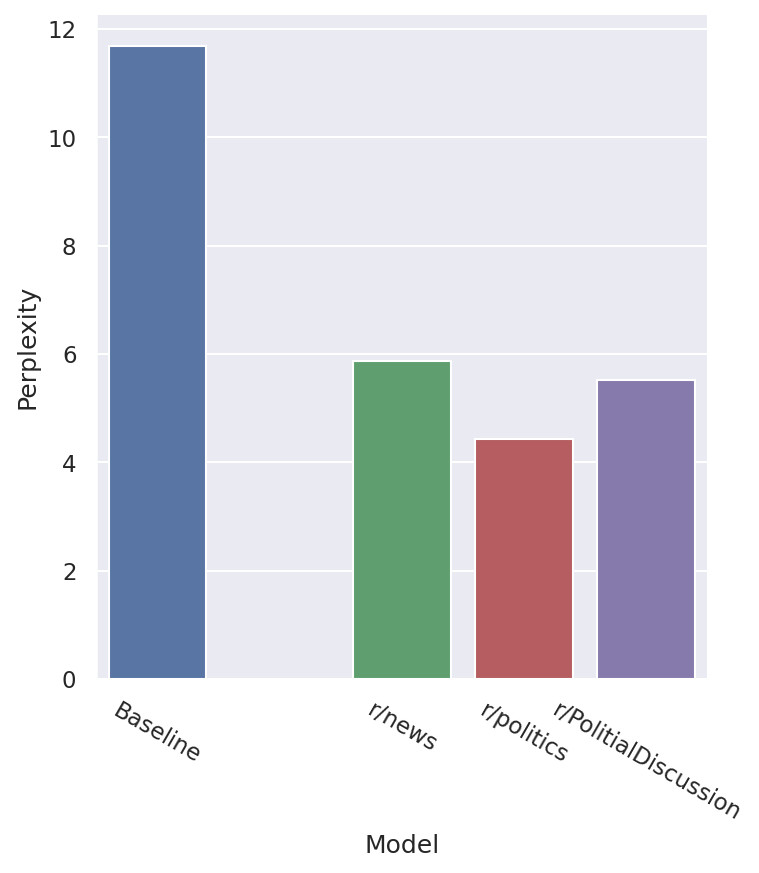 12
10
8
6
4
2
0
Perplexity
Baseline
r/news
r/politics
r/PolitialDiscussion
Model